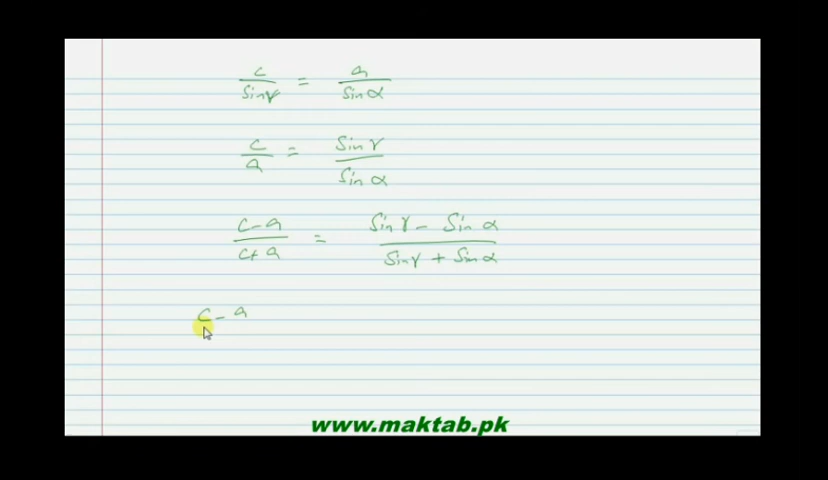 c/Sinγ = a/Sinα
c/a = Sinγ/Sinα
c-a/c+a = Sinγ - Sinα/Sinγ + Sinα
c - a
www.maktab.pk